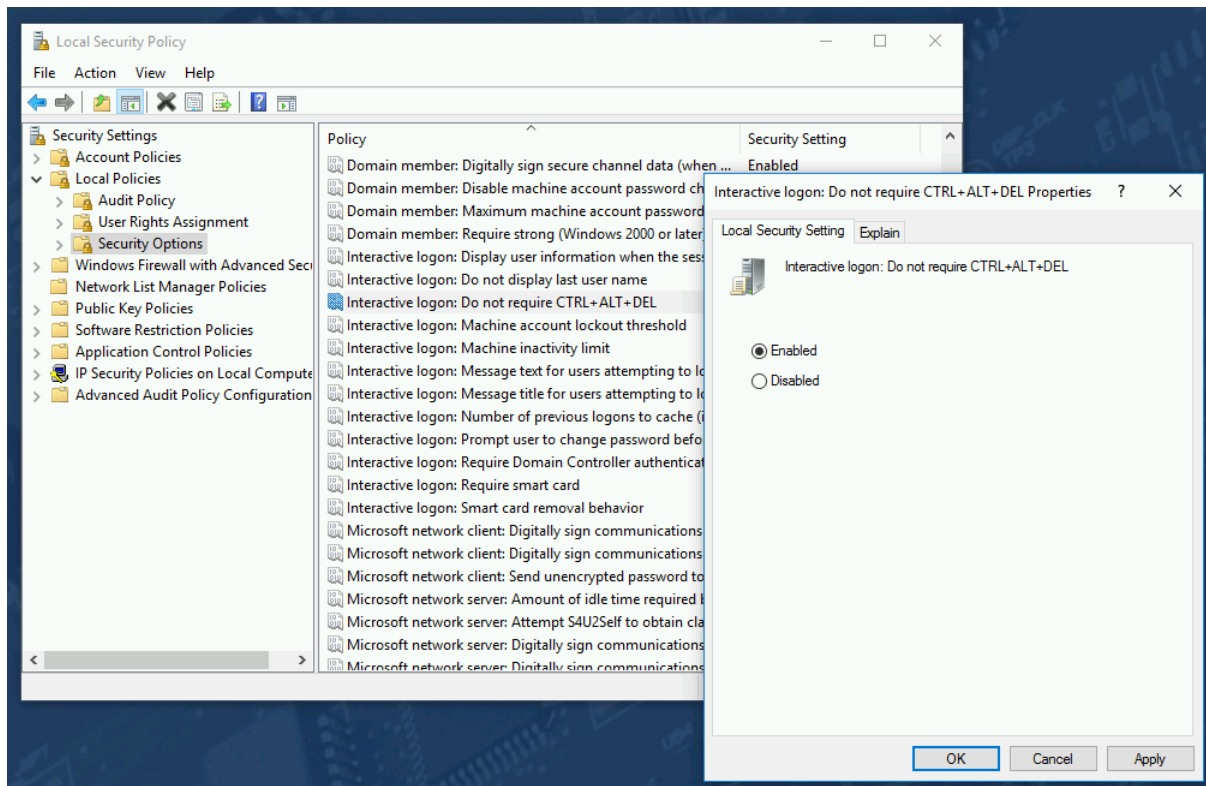 Local Security Policy
File Action View Help
Security Settings
Account Policies
Local Policies
Audit Policy
User Rights Assignment
Security Options
Windows Firewall with Advanced Secu
Network List Manager Policies
Public Key Policies
Software Restriction Policies
Application Control Policies
IP Security Policies on Local Compute
Advanced Audit Policy Configuration
Policy Security Setting
Domain member: Digitally sign secure channel data (when ... Enabled
Domain member: Disable machine account password ch
Domain member: Maximum machine account password
Domain member: Require strong (Windows 2000 or later
Interactive logon: Display user information when the ses
Interactive logon: Do not display last user name
Interactive logon: Do not require CTRL+ALT+DEL
Interactive logon: Machine account lockout threshold
Interactive logon: Machine inactivity limit
Interactive logon: Message text for users attempting to lo
Interactive logon: Message title for users attempting to lo
Interactive logon: Number of previous logons to cache (i
Interactive logon: Prompt user to change password befo
Interactive logon: Require Domain Controller authenticat
Interactive logon: Require smart card
Interactive logon: Smart card removal behavior
Microsoft network client: Digitally sign communications
Microsoft network client: Digitally sign communications
Microsoft network client: Send unencrypted password to
Microsoft network server: Amount of idle time required b
Microsoft network server: Attempt S4U2Self to obtain cla
Microsoft network server: Digitally sign communications
Microsoft network server: Digitally sign communications
Interactive logon: Do not require CTRL+ALT+DEL Properties ?
Local Security Setting Explain
Interactive logon: Do not require CTRL+ALT+DEL
Enabled
Disabled
OK Cancel Apply